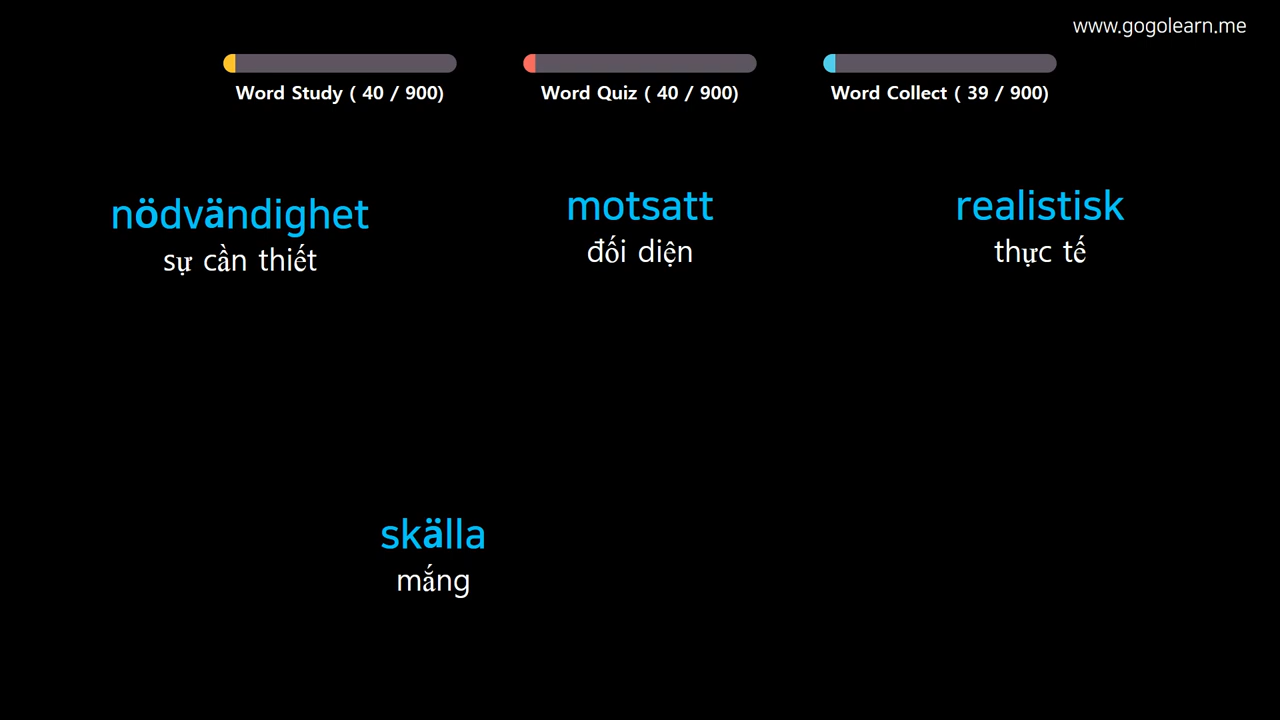 www.gogolearn.me
Word Study ( 40 / 900)
Word Quiz ( 40 / 900)
Word Collect ( 39 / 900)
nödvändighet
sự cần thiết
motsatt
đối diện
realistisk
thực tế
skälla
mắng